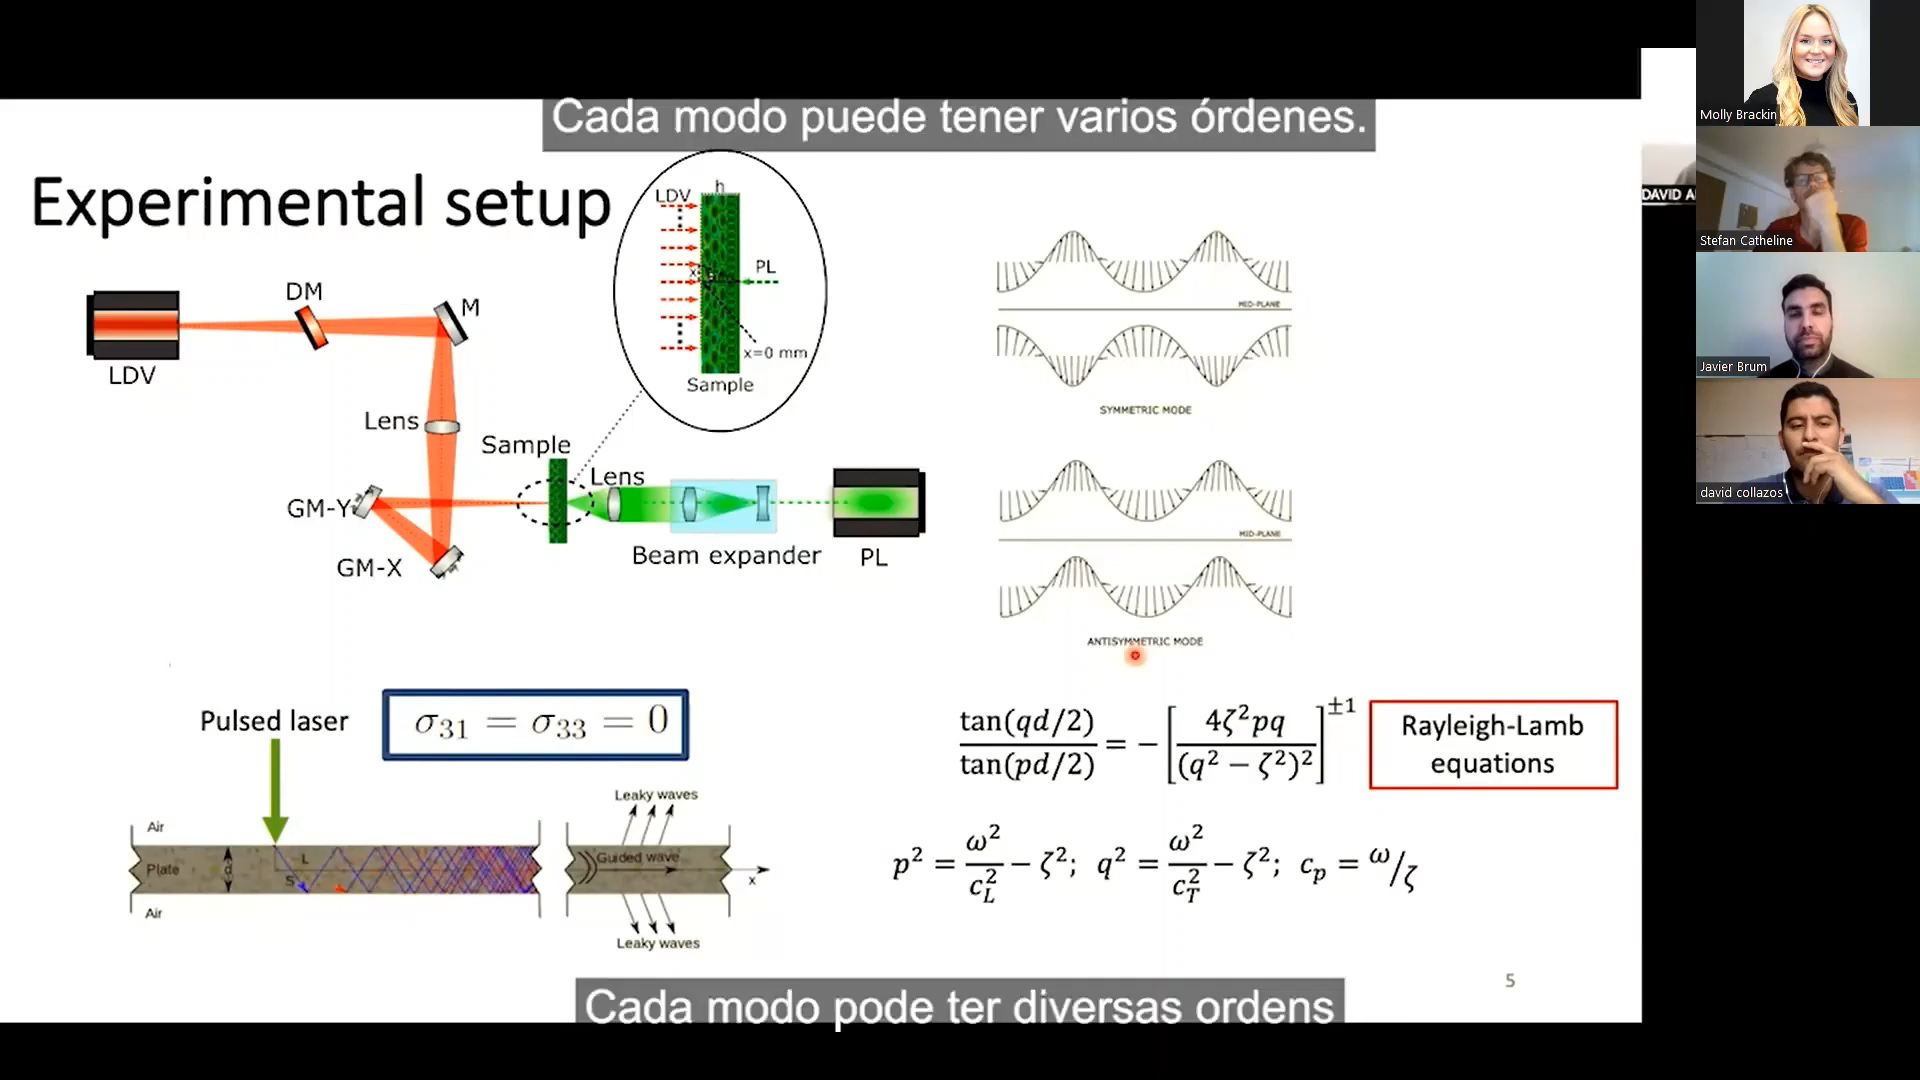 Cada modo puede tener varios órdenes.
Experimental setup
LDV
h
PL
x=0 mm
Sample
DM
M
LDV
Lens
Sample
Lens
GM-Y
GM-X
Beam expander
PL
MID-PLANE
SYMMETRIC MODE
MID-PLANE
ANTISYMMETRIC MODE
Pulsed laser
σ₃₁ = σ₃₃ = 0
Air
Plate
d
L
S
Air
Leaky waves
Guided wave
x
Leaky waves
tan(qd/2)/tan(pd/2) = −[4ζ²pq/(q² − ζ²)²]^±1
Rayleigh-Lamb
equations
p² = ω²/c_L² − ζ²; q² = ω²/c_T² − ζ²; c_p = ω/ζ
5
Cada modo pode ter diversas ordens
Molly Brackin
Stefan Catheline
DAVID A
Javier Brum
david collazos